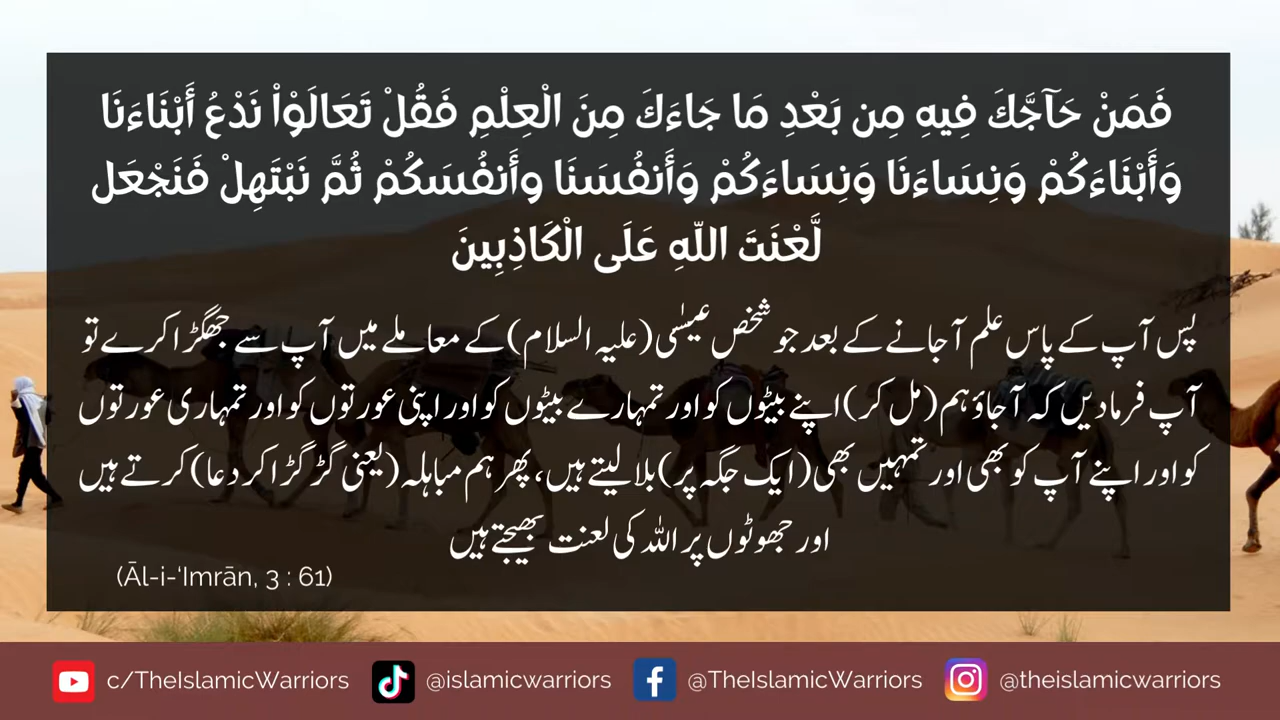 فَمَنْ حَآجَّكَ فِيهِ مِن بَعْدِ مَا جَاءَكَ مِنَ الْعِلْمِ فَقُلْ تَعَالَوْاْ نَدْعُ أَبْنَاءَنَا
وَأَبْنَاءَكُمْ وَنِسَاءَنَا وَنِسَاءَكُمْ وَأَنفُسَنَا وأَنفُسَكُمْ ثُمَّ نَبْتَهِلْ فَنَجْعَل
لَّعْنَتَ اللّهِ عَلَى الْكَاذِبِينَ
پس آپ کے پاس علم آجانے کے بعد جو شخص عیسٰی (علیہ السلام) کے معاملے میں آپ سے جھگڑا کرے تو
آپ فرمادیں کہ آجاؤ ہم (مل کر) اپنے بیٹوں کو اور تمہارے بیٹوں کو اور اپنی عورتوں کو اور تمہاری عورتوں
کو اور اپنے آپ کو بھی اور تمہیں بھی (ایک جگہ پر) بلا لیتے ہیں، پھر ہم مباہلہ (یعنی گڑگڑا کر دعا) کرتے ہیں
اور جھوٹوں پر اللہ کی لعنت بھیجتے ہیں
(Āl-i-‘Imrān, 3 : 61)
c/TheIslamicWarriors @islamicwarriors @TheIslamicWarriors @theislamicwarriors